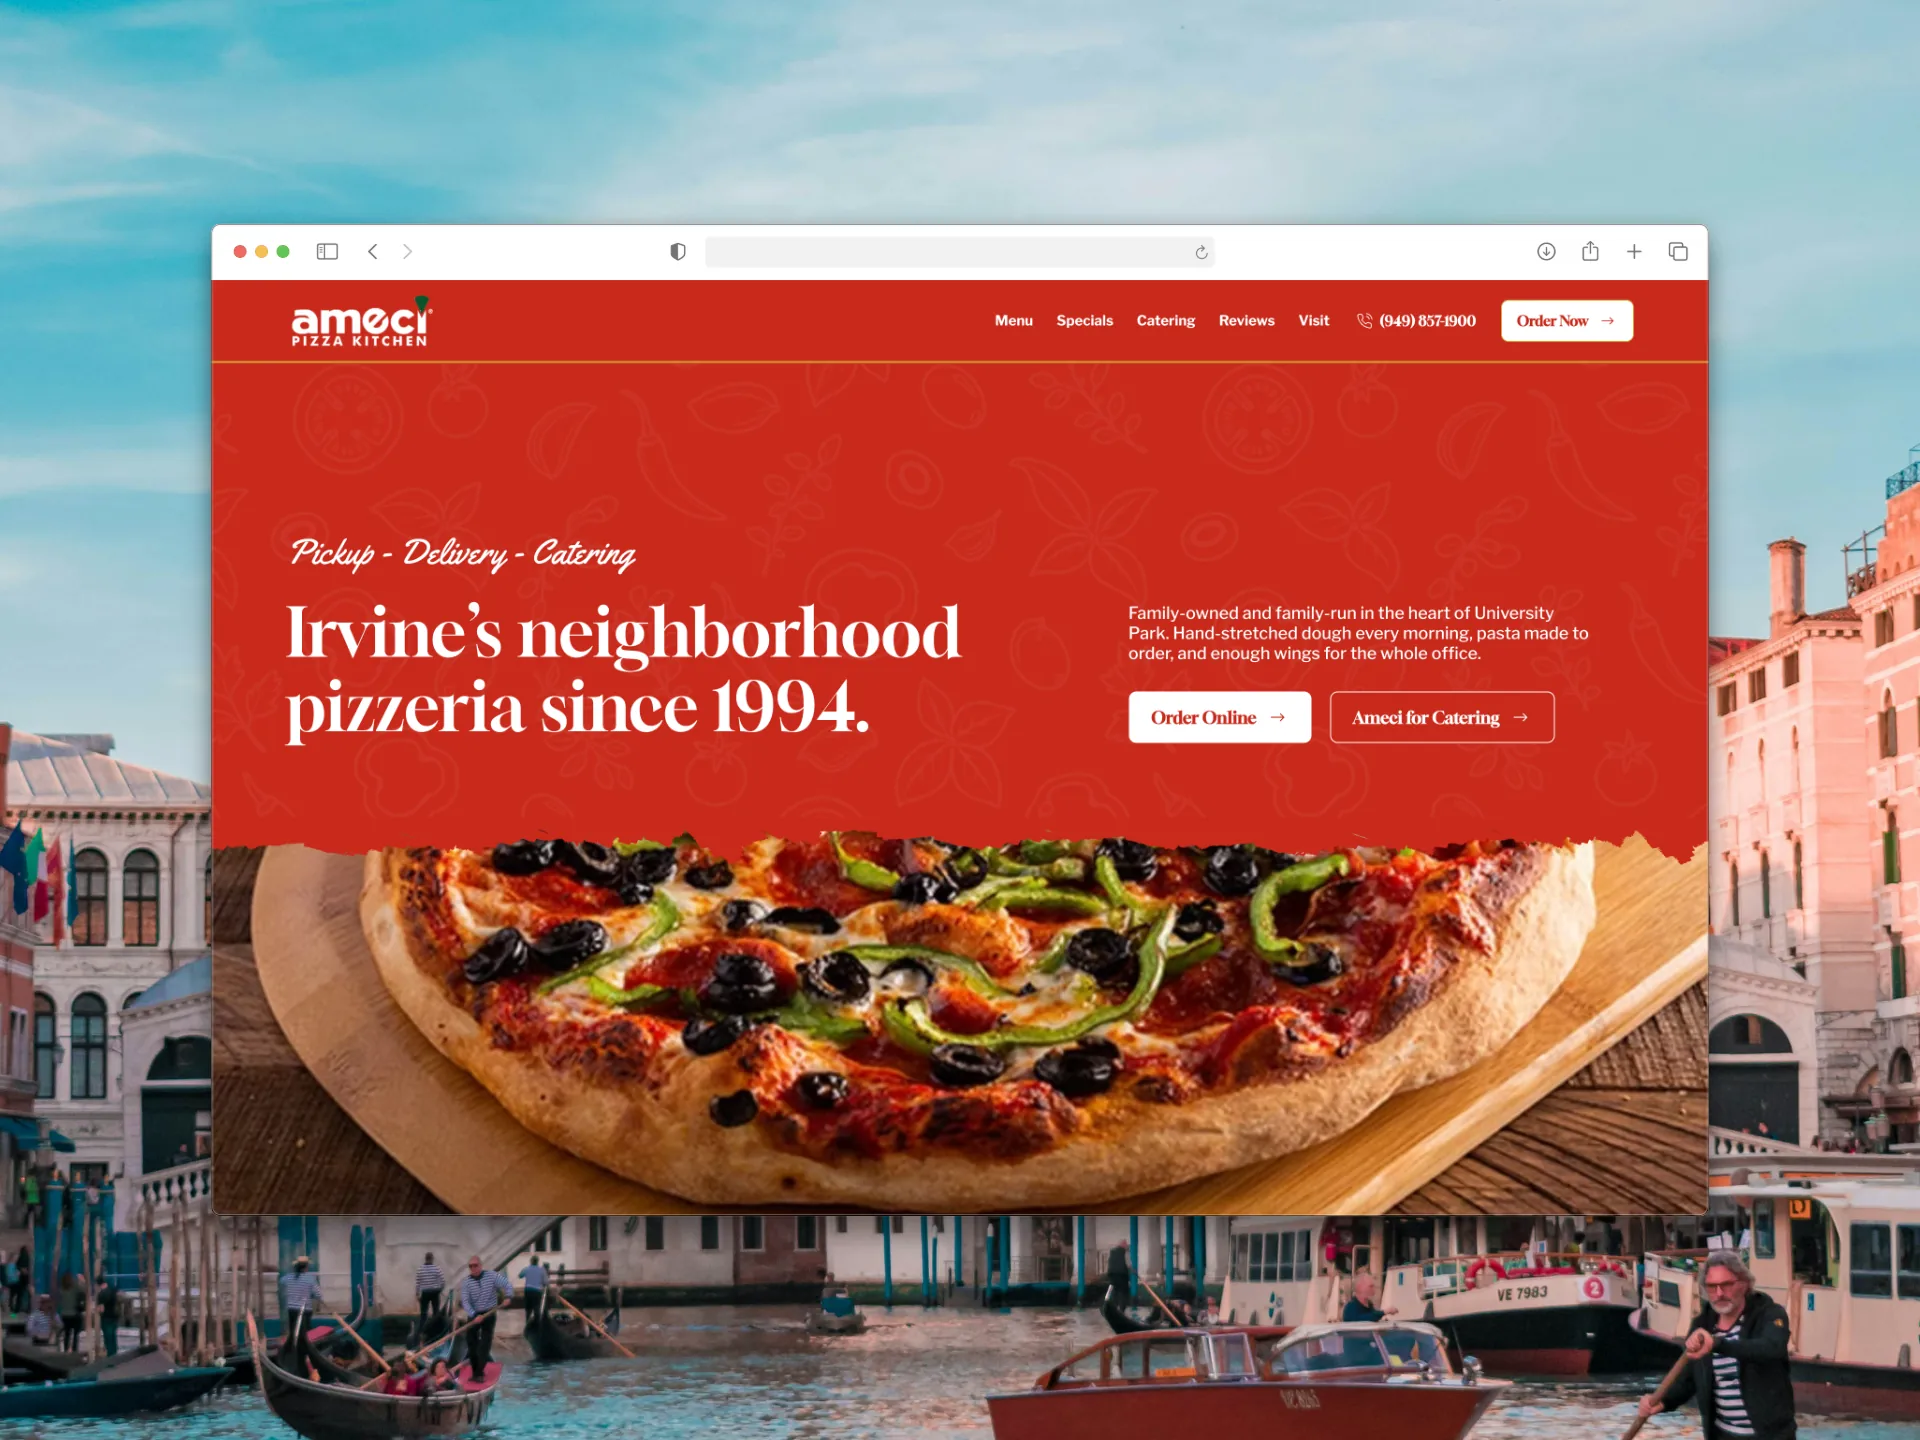 ameci
PIZZA KITCHEN
Menu Specials Catering Reviews Visit (949) 857-1900 Order Now →
Pickup - Delivery - Catering
Irvine’s neighborhood
pizzeria since 1994.
Family-owned and family-run in the heart of University
Park. Hand-stretched dough every morning, pasta made to
order, and enough wings for the whole office.
Order Online → Ameci for Catering →
D
VE 7983
2